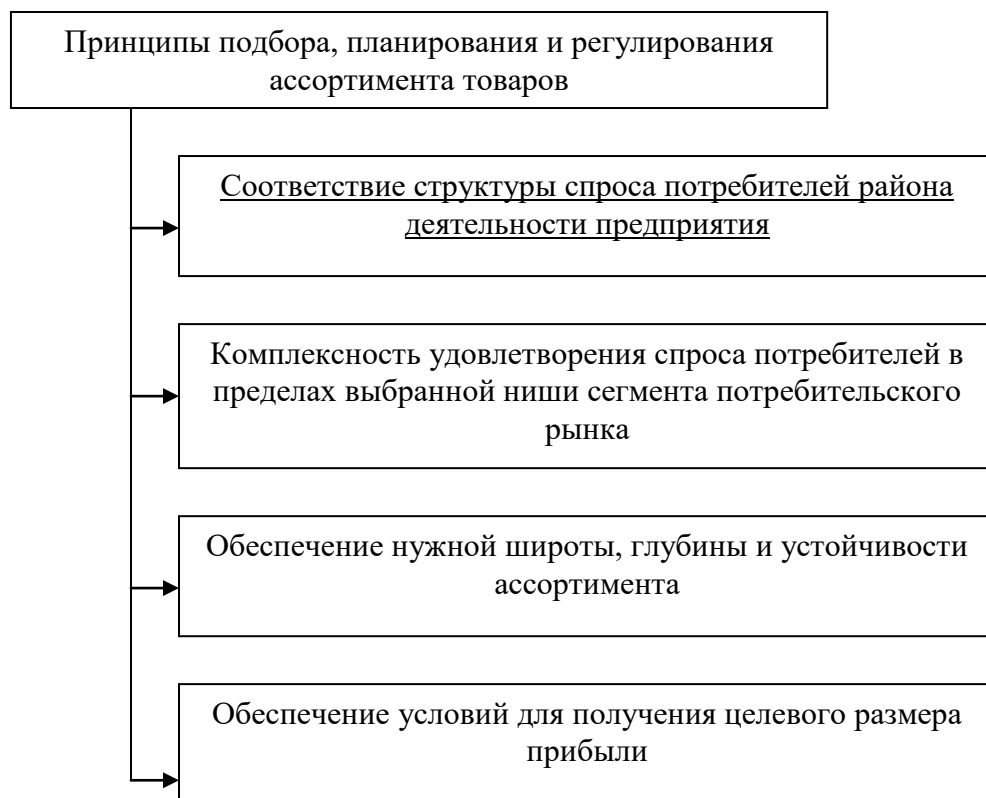 Принципы подбора, планирования и регулирования
ассортимента товаров
Соответствие структуры спроса потребителей района
деятельности предприятия
Комплексность удовлетворения спроса потребителей в
пределах выбранной ниши сегмента потребительского
рынка
Обеспечение нужной широты, глубины и устойчивости
ассортимента
Обеспечение условий для получения целевого размера
прибыли